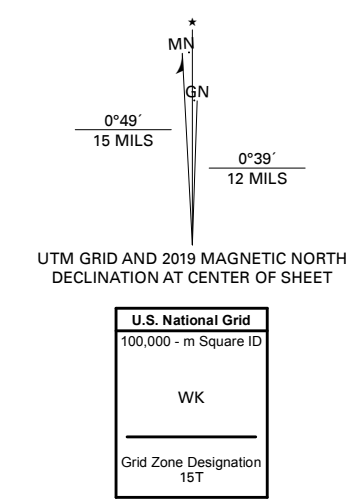 ★
MN
GN
0°49´
15 MILS
0°39´
12 MILS
UTM GRID AND 2019 MAGNETIC NORTH
DECLINATION AT CENTER OF SHEET
U.S. National Grid
100,000 - m Square ID
WK
Grid Zone Designation
15T